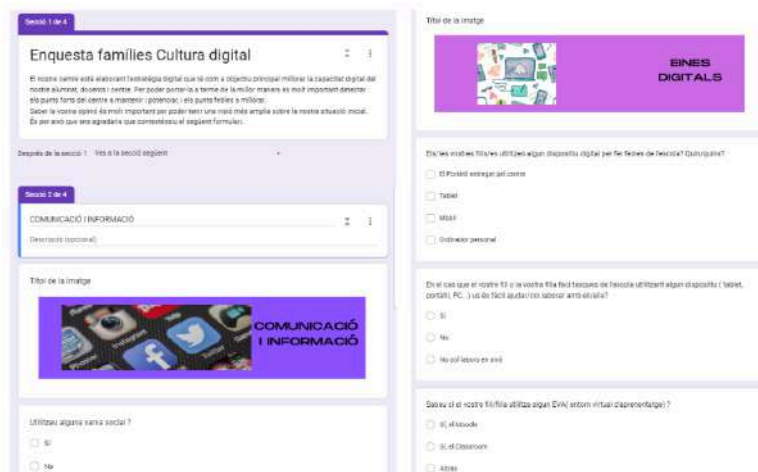 Secció 1 de 4
Enquesta famílies Cultura digital
El nostre centre està elaborant l'estratègia digital que té com a objectiu principal millorar la capacitat digital del
nostre alumnat, docents i centre. Per poder portar-la a terme de la millor manera és molt important detectar
els punts forts del centre a mantenir i potenciar, i els punts febles a millorar.
Saber la vostra opinió és molt important per poder tenir una visió més àmplia sobre la nostra situació inicial.
És per això que ens agradaria que contestéssiu el següent formulari.
Després de la secció 1 Ves a la secció següent
Secció 2 de 4
COMUNICACIÓ I INFORMACIÓ
Descripció (opcional)
Títol de la imatge
Instagram
COMUNICACIÓ
I INFORMACIÓ
Utilitzeu alguna xarxa social ?
Sí
No
Títol de la imatge
EINES
DIGITALS
Els/les vostres fills/es utilitzen algun dispositiu digital per fer feines de l'escola? Quin/quins?
El Portàtil entregat pel centre
Tablet
Mòbil
Ordinador personal
En el cas que el vostre fill o la vostra filla faci tasques de l'escola utilitzant algun dispositiu ( tablet,
portàtil, PC...) us és fàcil ajudar/col·laborar amb ell/ella?
Sí
No
No col·laboro en això
Sabeu si el vostre fill/filla utilitza algun EVA( entorn virtual d'aprenentatge) ?
Sí, el Moodle
Sí, el Classroom
Altres